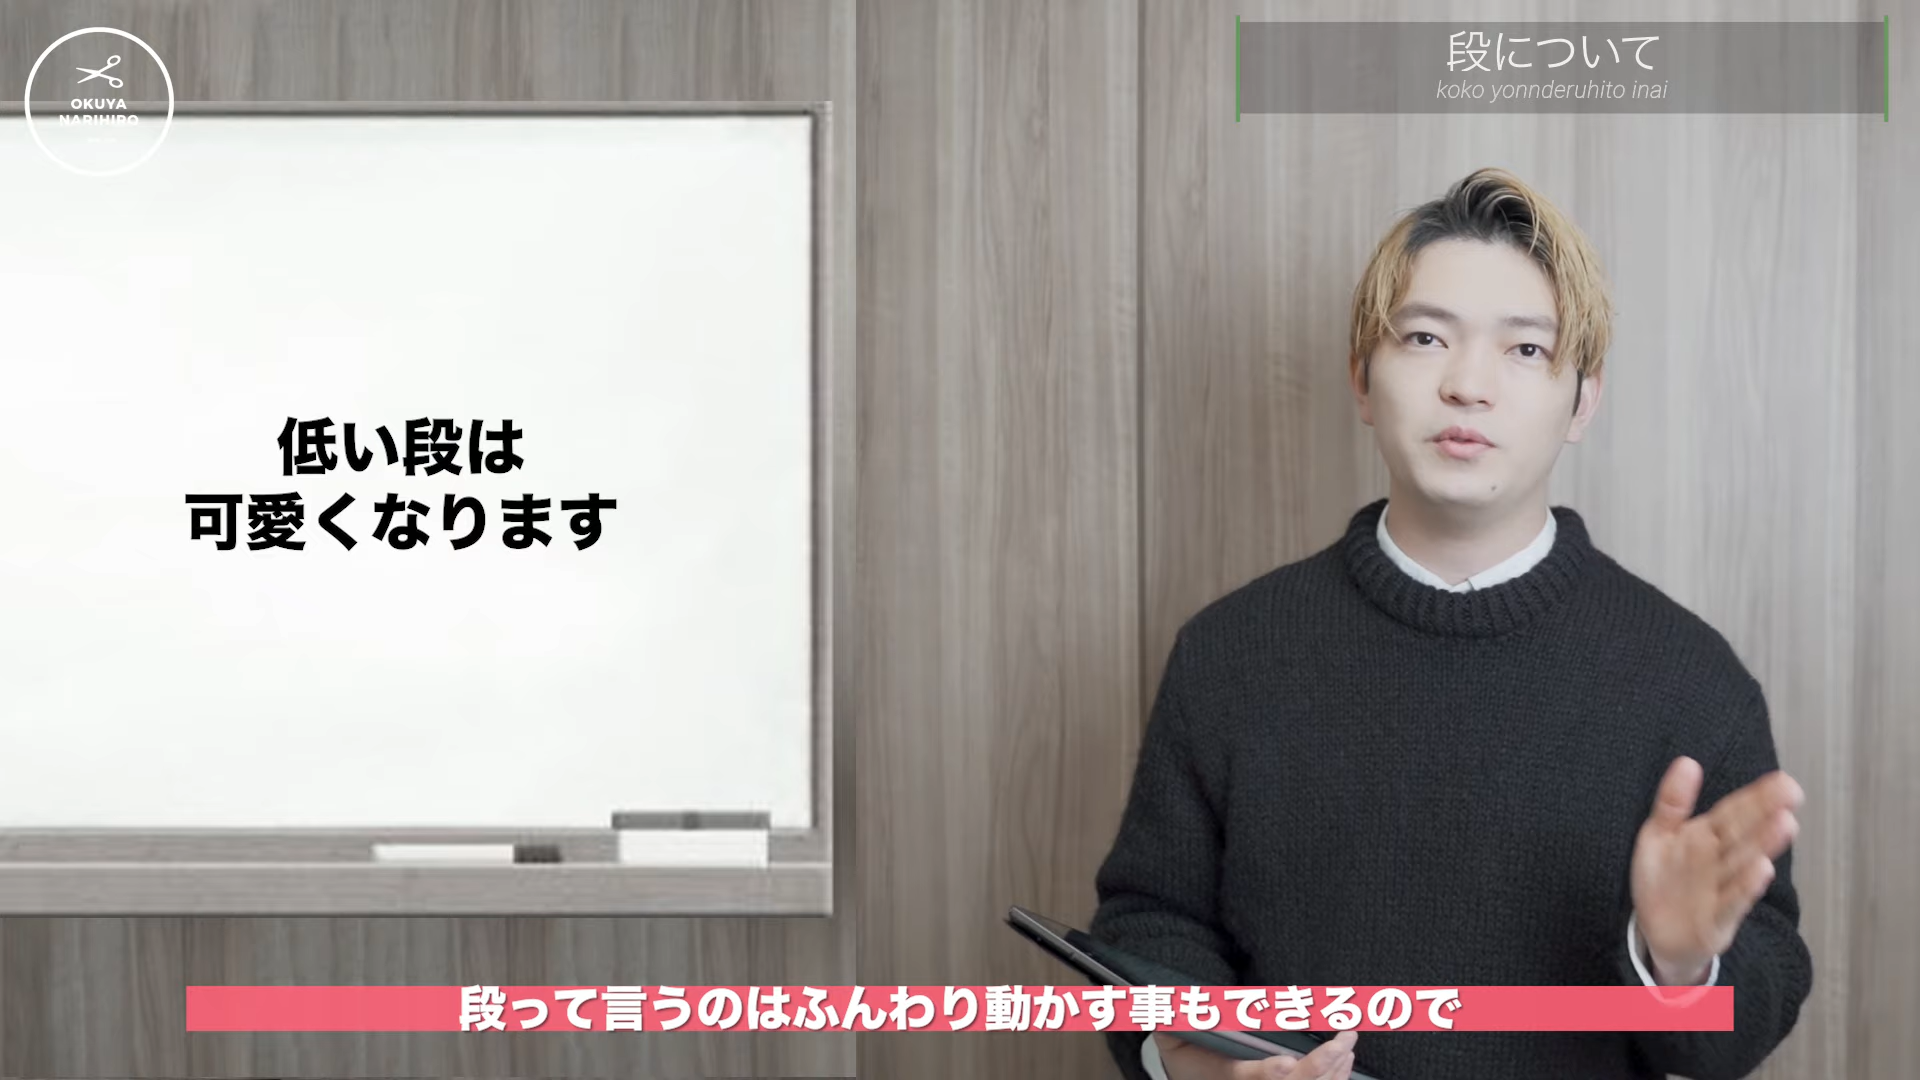 OKUYA
NARIHIRO
段について
koko yonnderuhito inai
低い段は
可愛くなります
段って言うのはふんわり動かす事もできるので